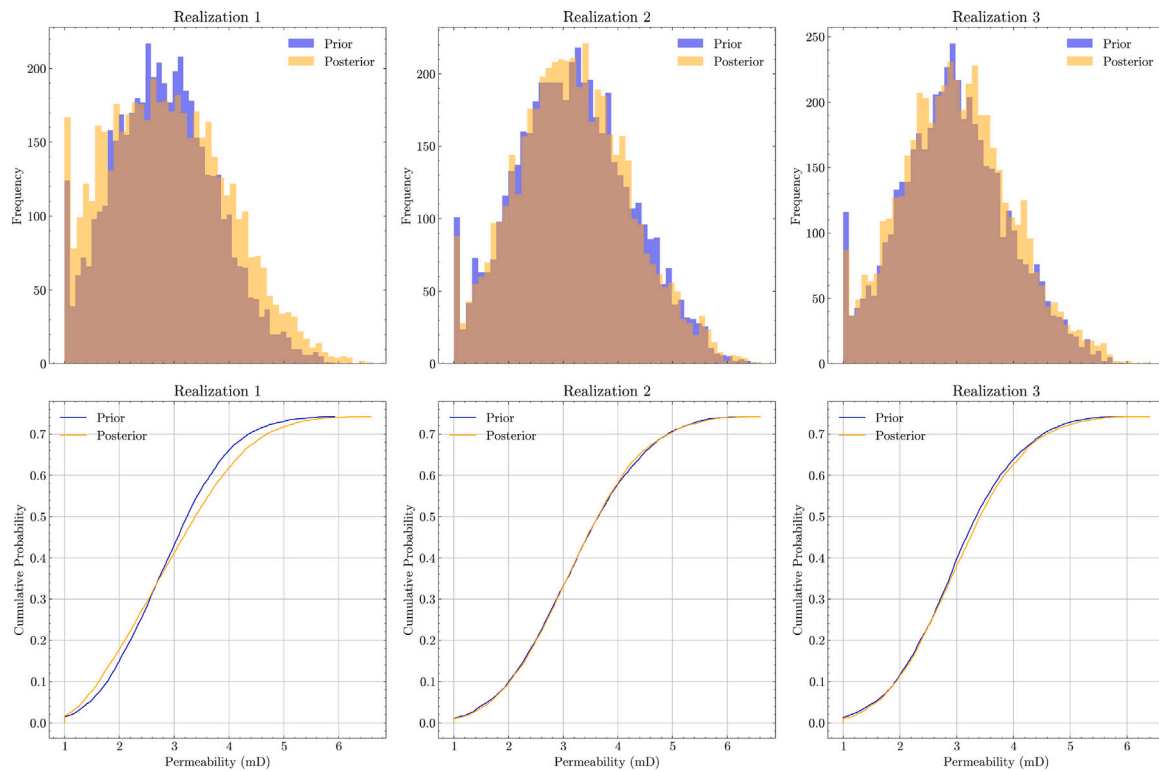 Realization 1
Prior
Posterior
Frequency
200
150
100
50
0
Realization 2
Prior
Posterior
Frequency
200
150
100
50
0
Realization 3
Prior
Posterior
Frequency
250
200
150
100
50
0
Realization 1
Prior
Posterior
Cumulative Probability
0.7
0.6
0.5
0.4
0.3
0.2
0.1
0.0
1 2 3 4 5 6
Permeability (mD)
Realization 2
Prior
Posterior
Cumulative Probability
0.7
0.6
0.5
0.4
0.3
0.2
0.1
0.0
1 2 3 4 5 6
Permeability (mD)
Realization 3
Prior
Posterior
Cumulative Probability
0.7
0.6
0.5
0.4
0.3
0.2
0.1
0.0
1 2 3 4 5 6
Permeability (mD)